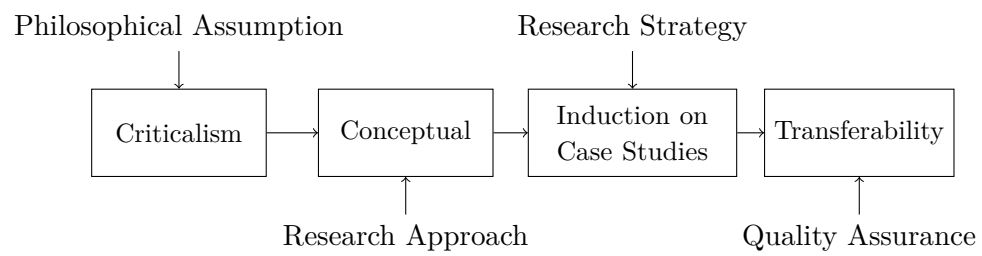 Philosophical Assumption
Research Strategy
Criticalism
Conceptual
Induction on
Case Studies
Transferability
Research Approach
Quality Assurance